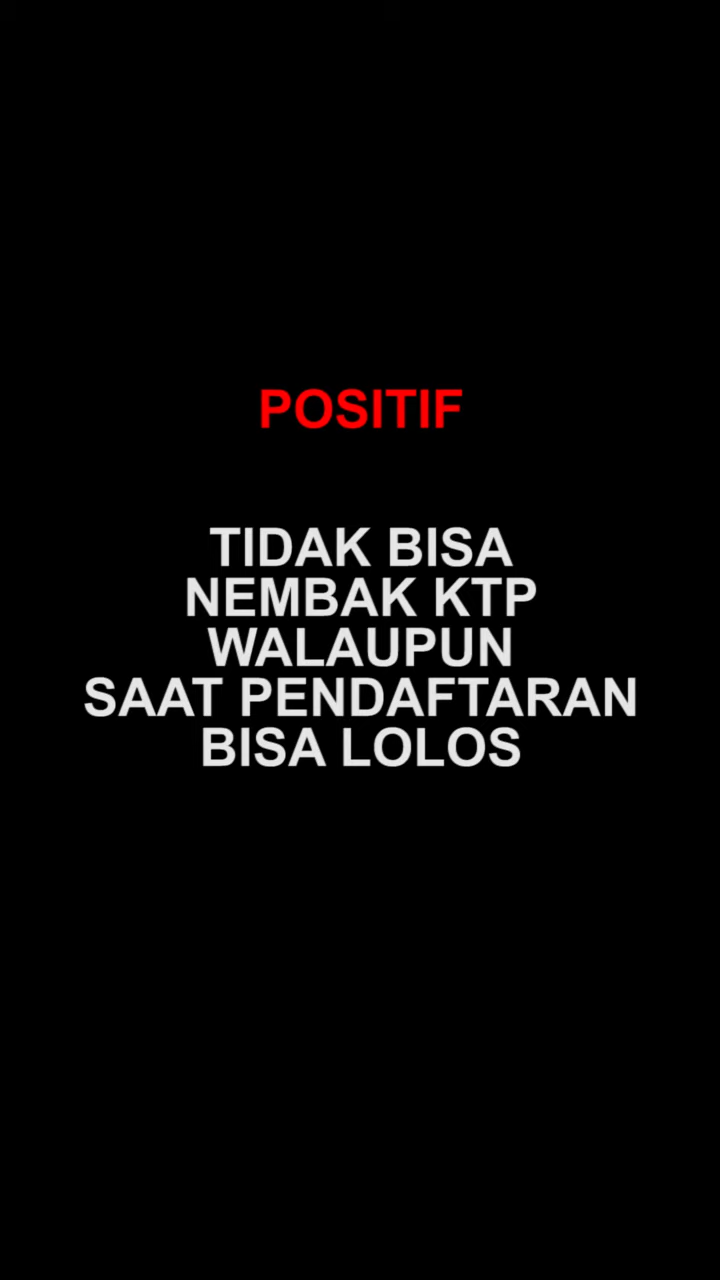 POSITIF
TIDAK BISA
NEMBAK KTP
WALAUPUN
SAAT PENDAFTARAN
BISA LOLOS